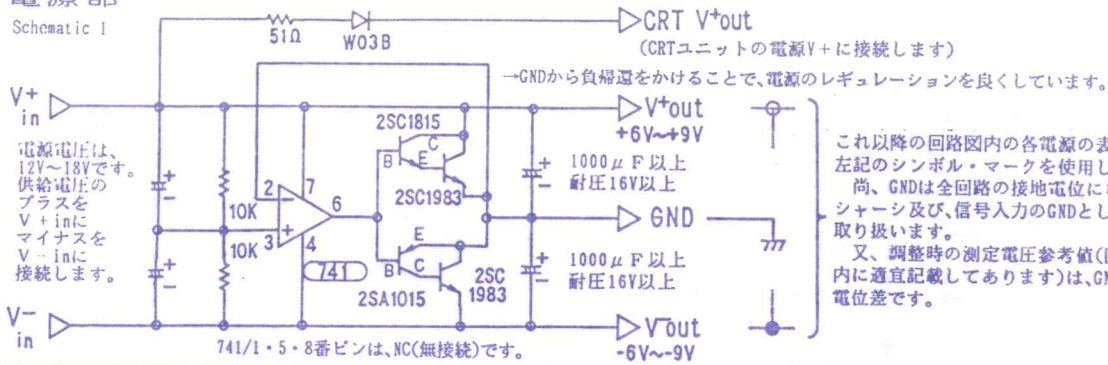 Schematic 1
51Ω
W03B
CRT V⁺out
(CRTユニットの電源V+に接続します)
→GNDから負帰還をかけることで、電源のレギュレーションを良くしています。
V+
in
V⁺out
+6V~+9V
電源電圧は、
12V~18Vです。
供給電圧の
プラスを
V+inに
マイナスを
V-inに
接続します。
+
-
+
-
10K
10K
2
-
3
+
7
6
4
741
2SC1815
B
C
E
2SC1983
E
B
C
2SA1015
2SC
1983
+
-
1000μF以上
耐圧16V以上
GND
+
-
1000μF以上
耐圧16V以上
V-
in
V⁻out
-6V~-9V
741/1・5・8番ピンは、NC(無接続)です。
これ以降の回路図内の各電源の表
左記のシンボル・マークを使用し
尚、GNDは全回路の接地電位に
シャーシ及び、信号入力のGNDとし
取り扱います。
又、調整時の測定電圧参考値(
内に適宜記載してあります)は、GN
電位差です。